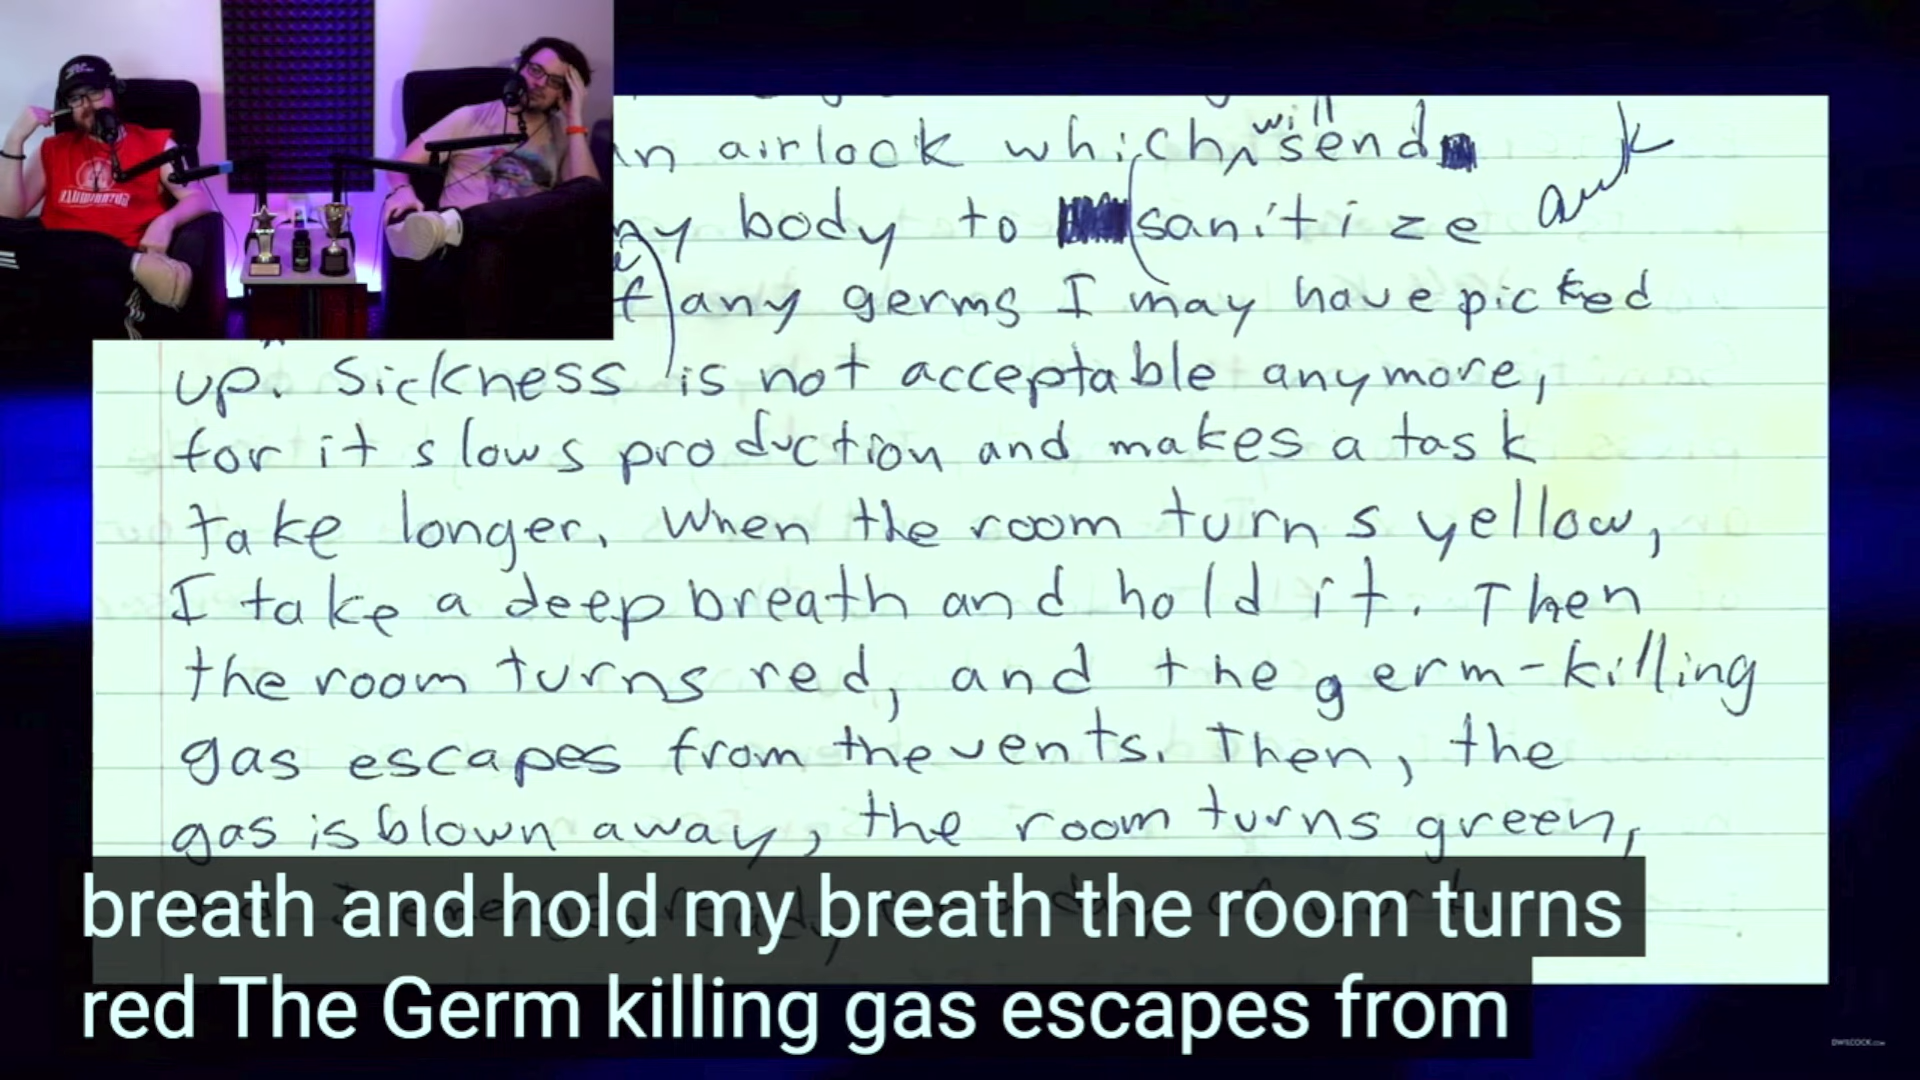 in airlock which will send
my body to sanitize awk
any germs I may have picked
up. Sickness is not acceptable anymore,
for it slows production and makes a task
take longer. When the room turns yellow,
I take a deep breath and hold it. Then
the room turns red, and the germ-killing
gas escapes from the vents. Then, the
gas is blown away, the room turns green,
breath and hold my breath the room turns
red The Germ killing gas escapes from
DWILCOCK.COM